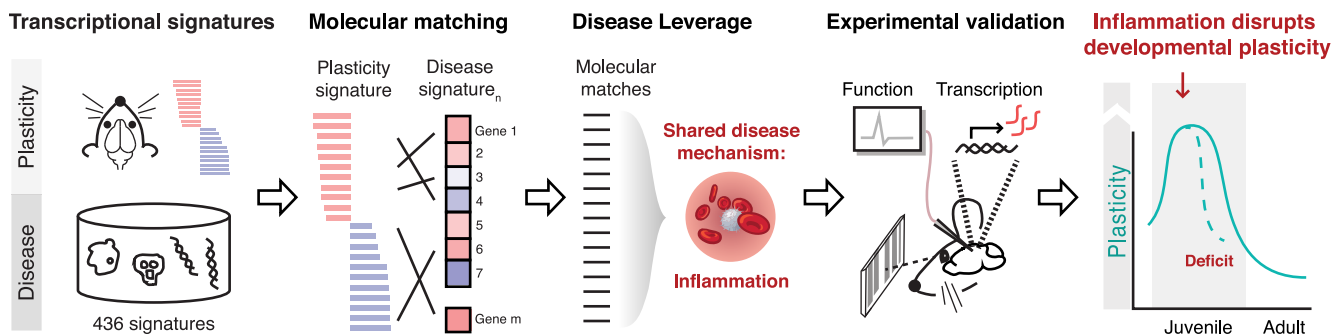 Transcriptional signatures
Plasticity
Disease
436 signatures
Molecular matching
Plasticity
signature
Disease
signatureₙ
Gene 1
2
3
4
5
6
7
Gene m
Disease Leverage
Molecular
matches
Shared disease
mechanism:
Inflammation
Experimental validation
Function
Transcription
Inflammation disrupts
developmental plasticity
Plasticity
Deficit
Juvenile
Adult